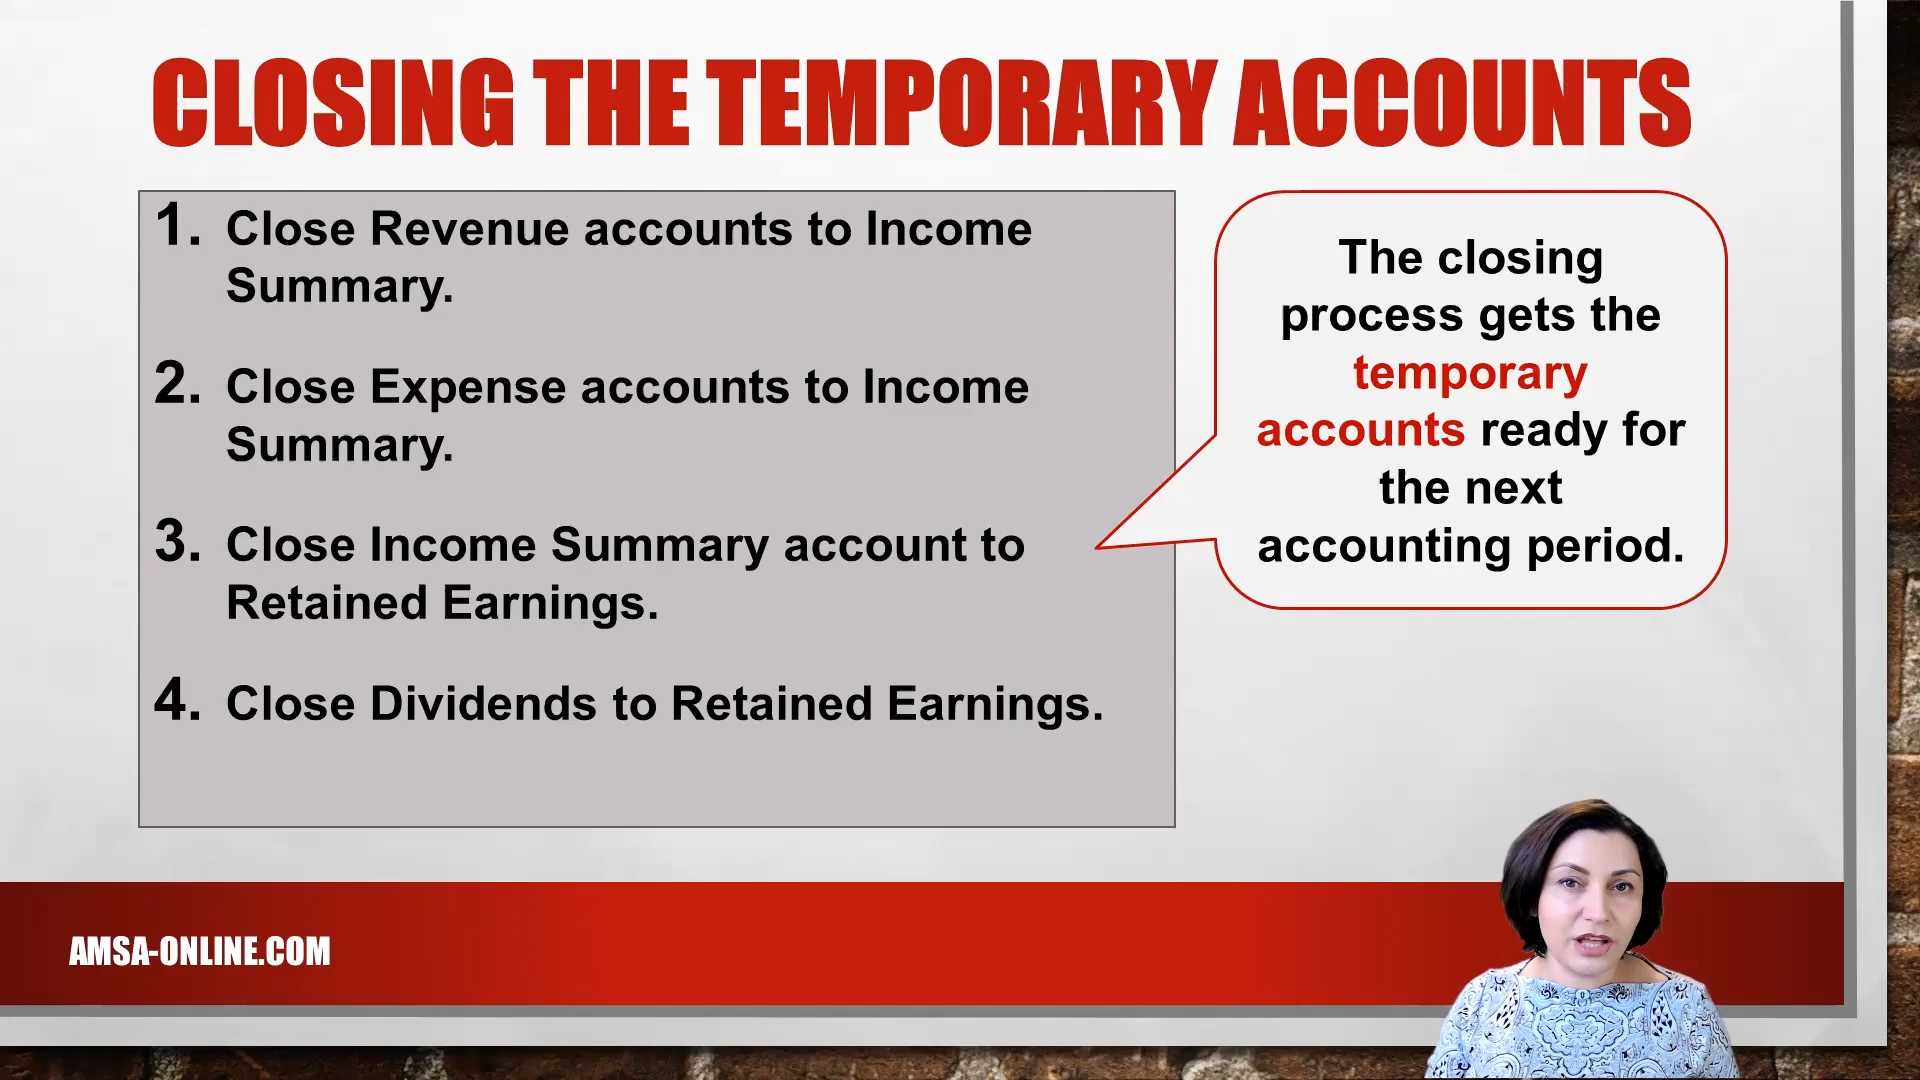 CLOSING THE TEMPORARY ACCOUNTS
1. Close Revenue accounts to Income
Summary.
2. Close Expense accounts to Income
Summary.
3. Close Income Summary account to
Retained Earnings.
4. Close Dividends to Retained Earnings.
The closing
process gets the
temporary
accounts ready for
the next
accounting period.
AMSA-ONLINE.COM